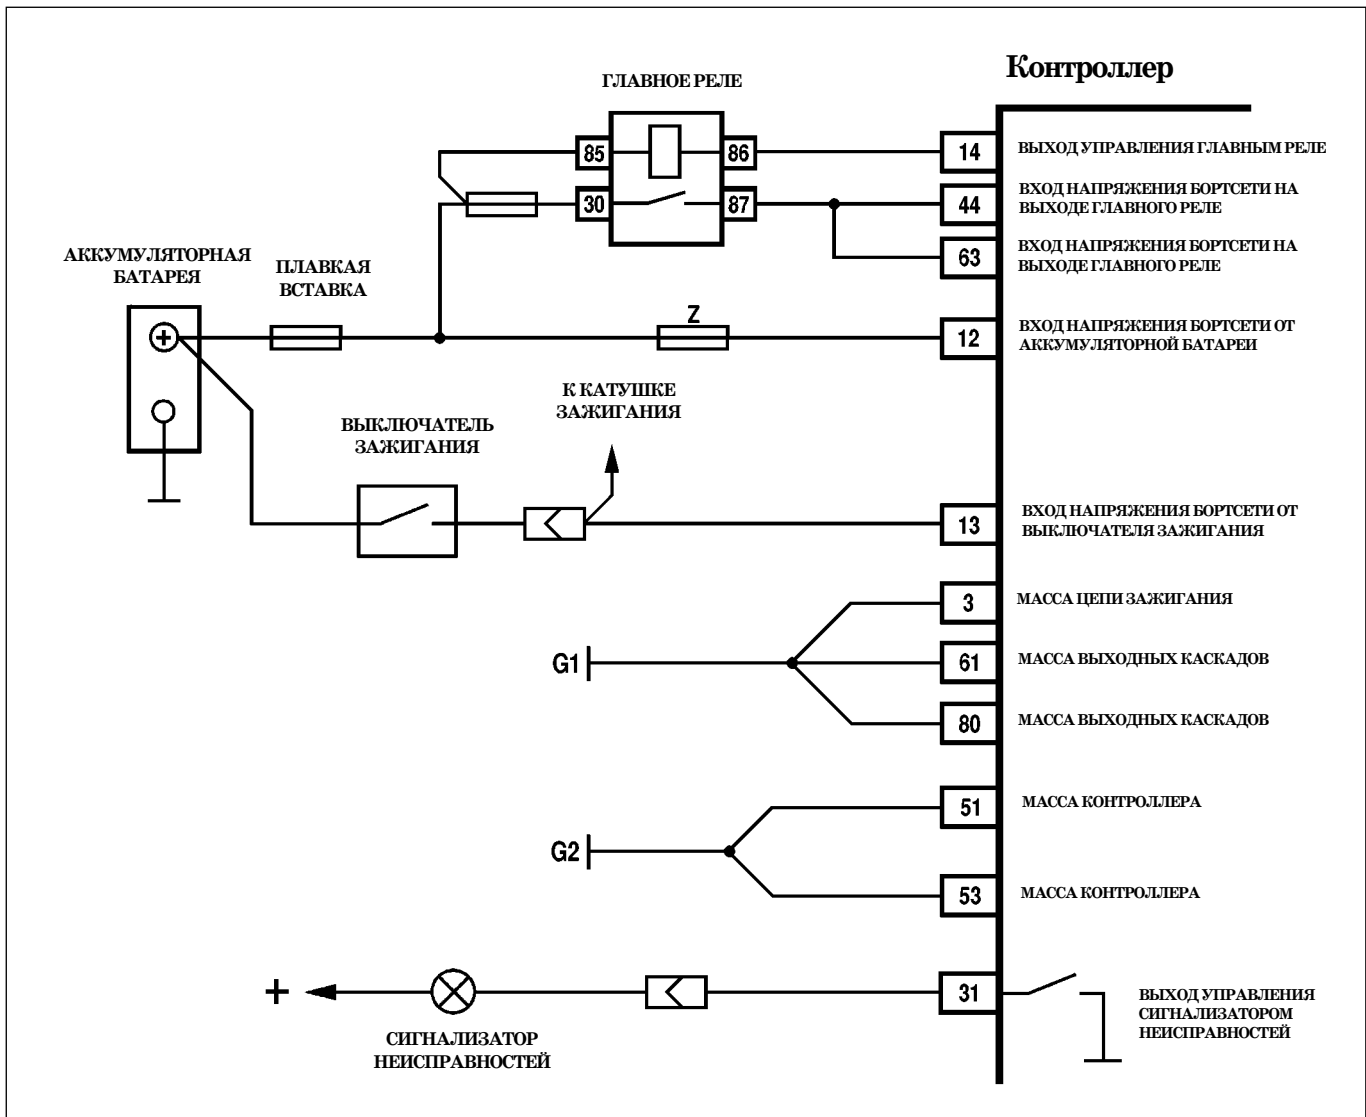 Контроллер
ГЛАВНОЕ РЕЛЕ
85
86
14
ВЫХОД УПРАВЛЕНИЯ ГЛАВНЫМ РЕЛЕ
30
87
44
ВХОД НАПРЯЖЕНИЯ БОРТСЕТИ НА
ВЫХОДЕ ГЛАВНОГО РЕЛЕ
63
ВХОД НАПРЯЖЕНИЯ БОРТСЕТИ НА
ВЫХОДЕ ГЛАВНОГО РЕЛЕ
АККУМУЛЯТОРНАЯ
БАТАРЕЯ
ПЛАВКАЯ
ВСТАВКА
+
Z
12
ВХОД НАПРЯЖЕНИЯ БОРТСЕТИ ОТ
АККУМУЛЯТОРНОЙ БАТАРЕИ
К КАТУШКЕ
ЗАЖИГАНИЯ
ВЫКЛЮЧАТЕЛЬ
ЗАЖИГАНИЯ
13
ВХОД НАПРЯЖЕНИЯ БОРТСЕТИ ОТ
ВЫКЛЮЧАТЕЛЯ ЗАЖИГАНИЯ
3
МАССА ЦЕПИ ЗАЖИГАНИЯ
G1
61
МАССА ВЫХОДНЫХ КАСКАДОВ
80
МАССА ВЫХОДНЫХ КАСКАДОВ
51
МАССА КОНТРОЛЛЕРА
G2
53
МАССА КОНТРОЛЛЕРА
+
31
ВЫХОД УПРАВЛЕНИЯ
СИГНАЛИЗАТОРОМ
НЕИСПРАВНОСТЕЙ
СИГНАЛИЗАТОР
НЕИСПРАВНОСТЕЙ